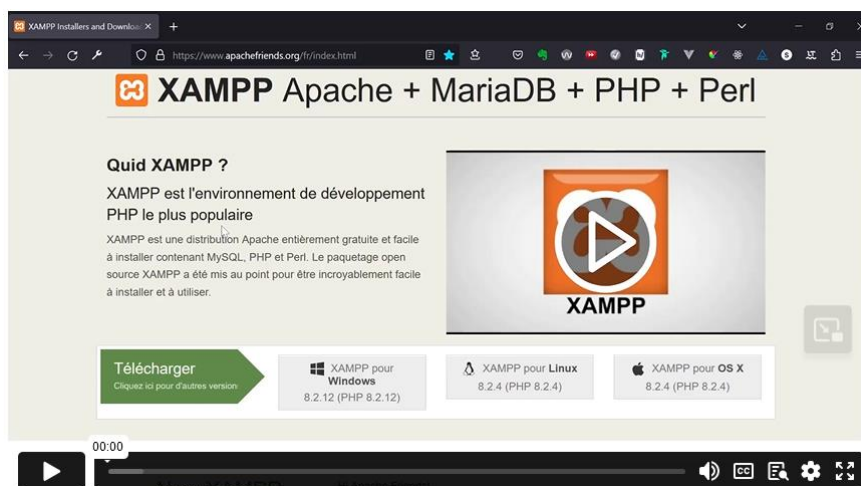 XAMPP Installers and Downloa
https://www.apachefriends.org/fr/index.html
XAMPP Apache + MariaDB + PHP + Perl
Quid XAMPP ?
XAMPP est l'environnement de développement
PHP le plus populaire
XAMPP est une distribution Apache entièrement gratuite et facile
à installer contenant MySQL, PHP et Perl. Le paquetage open
source XAMPP a été mis au point pour être incroyablement facile
à installer et à utiliser.
XAMPP
Télécharger
Cliquez ici pour d'autres version
XAMPP pour
Windows
8.2.12 (PHP 8.2.12)
XAMPP pour Linux
8.2.4 (PHP 8.2.4)
XAMPP pour OS X
8.2.4 (PHP 8.2.4)
00:00
CC